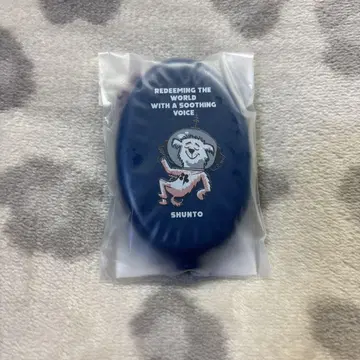 REDEEMING THE
WORLD
WITH A SOOTHING
VOICE
SHUNTO